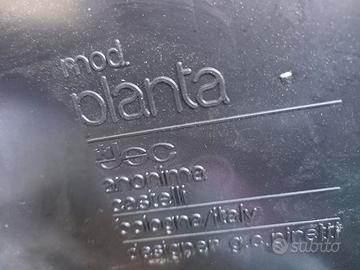 mod.
planta
anonima
castelli
bologna/italy
designer g.c. piretti
subito